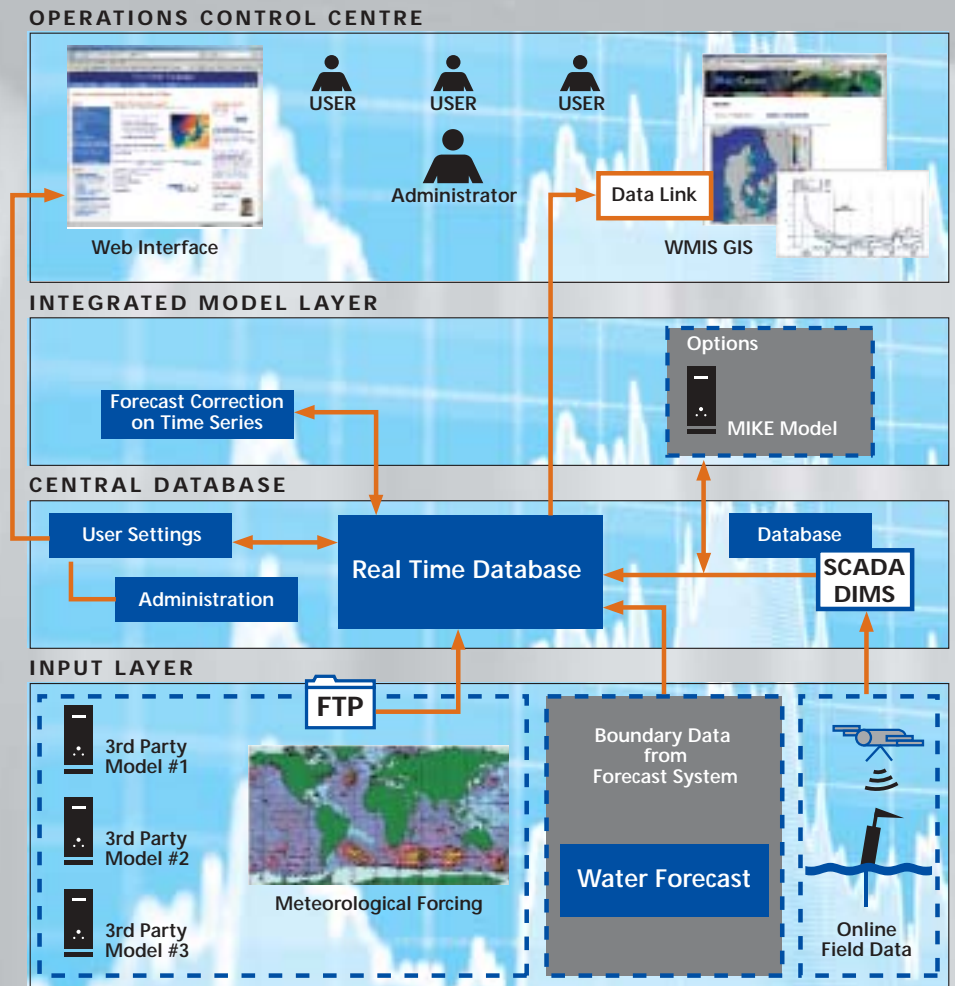 OPERATIONS CONTROL CENTRE
USER
USER
USER
Administrator
Data Link
Web Interface
WMIS GIS
INTEGRATED MODEL LAYER
Options
MIKE Model
Forecast Correction
on Time Series
CENTRAL DATABASE
User Settings
Administration
Real Time Database
Database
SCADA
DIMS
INPUT LAYER
FTP
3rd Party
Model #1
3rd Party
Model #2
3rd Party
Model #3
Meteorological Forcing
Boundary Data
from
Forecast System
Water Forecast
Online
Field Data